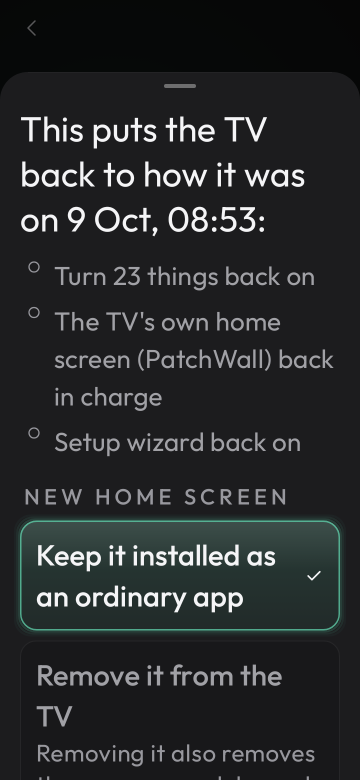 This puts the TV
back to how it was
on 9 Oct, 08:53:
Turn 23 things back on
The TV's own home
screen (PatchWall) back
in charge
Setup wizard back on
NEW HOME SCREEN
Keep it installed as
an ordinary app
Remove it from the
TV
Removing it also removes